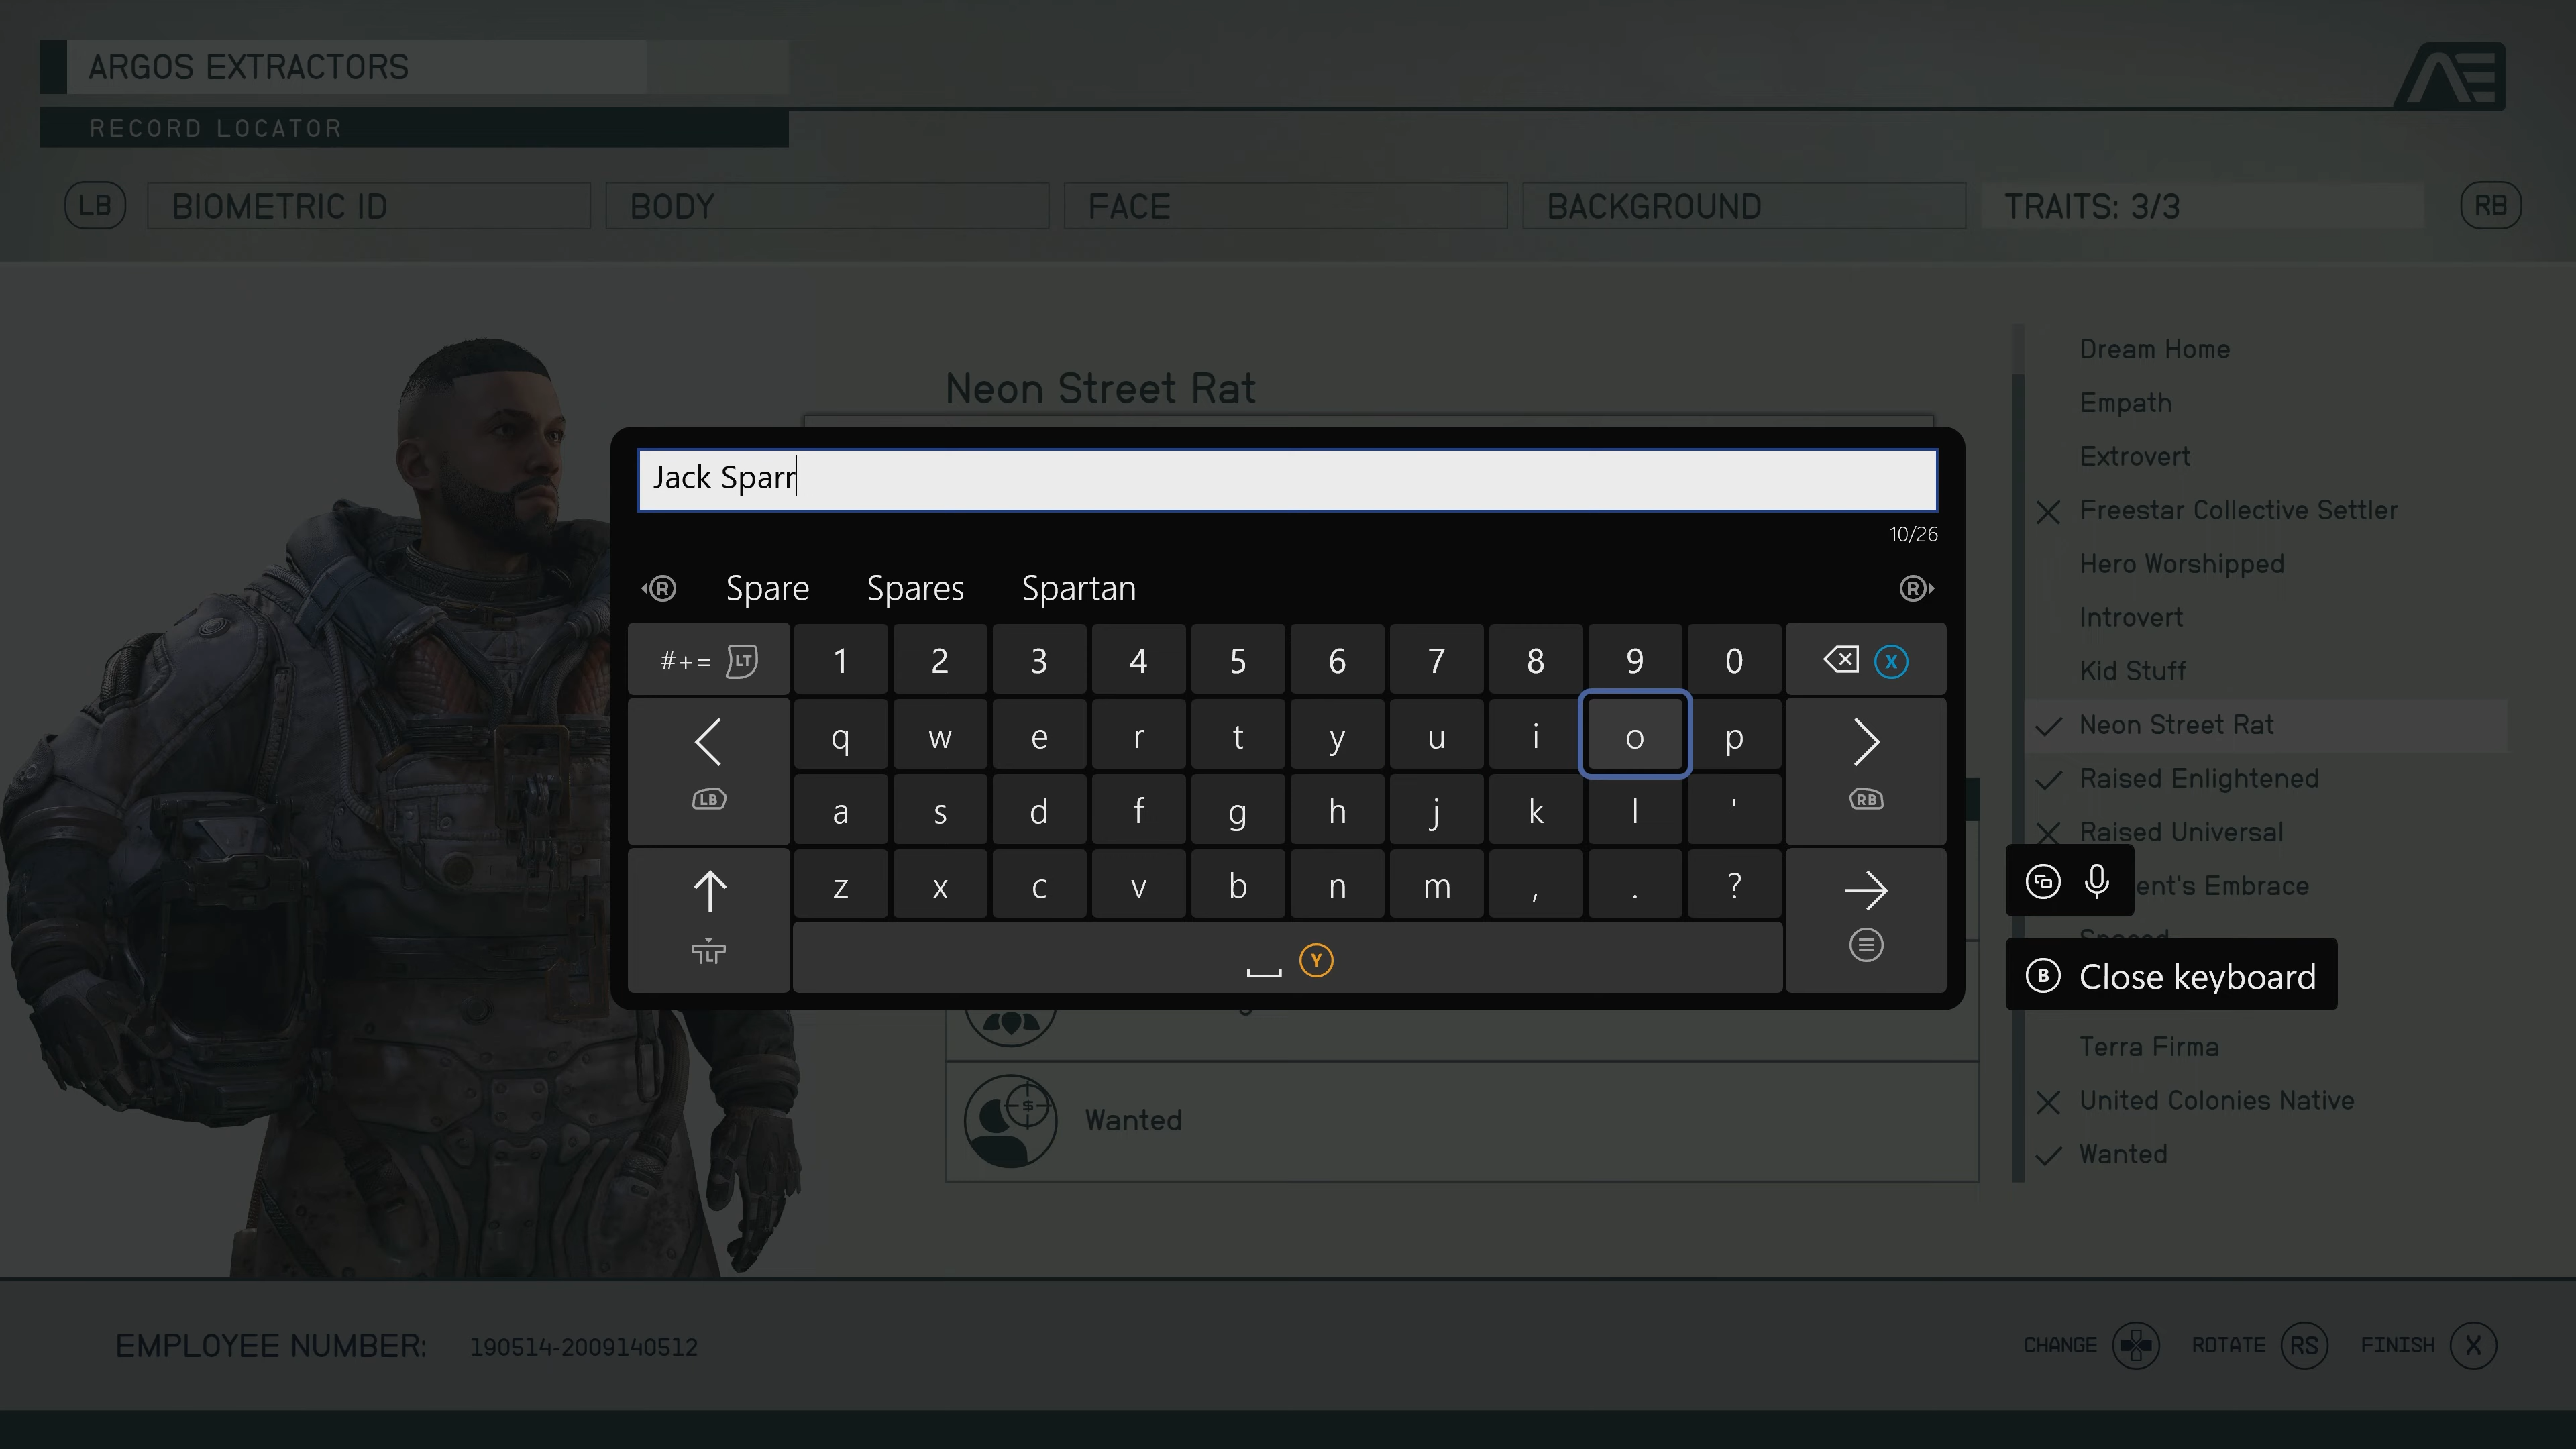 ARGOS EXTRACTORS
AE
RECORD LOCATOR
LB BIOMETRIC ID BODY FACE BACKGROUND TRAITS: 3/3 RB
Neon Street Rat
Jack Sparr
10/26
R Spare Spares Spartan R
#+= LT 1 2 3 4 5 6 7 8 9 0 X
LB q w e r t y u i o p RB
a s d f g h j k l '
z x c v b n m , . ?
Y
Wanted
Dream Home
Empath
Extrovert
Freestar Collective Settler
Hero Worshipped
Introvert
Kid Stuff
Neon Street Rat
Raised Enlightened
Raised Universal
ent's Embrace
B Close keyboard
Terra Firma
United Colonies Native
Wanted
EMPLOYEE NUMBER: 190514-2009140512
CHANGE ROTATE RS FINISH X